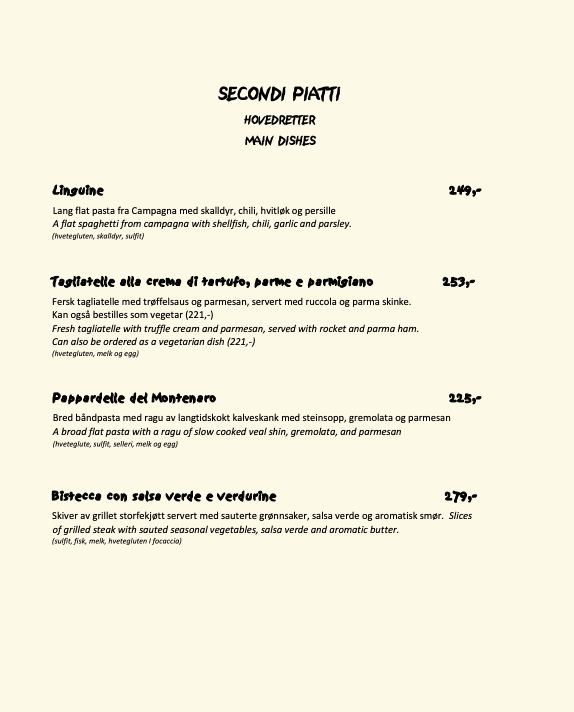 SECONDI PIATTI
HOVEDRETTER
MAIN DISHES
Linguine 249,-
Lang flat pasta fra Campagna med skalldyr, chili, hvitløk og persille
A flat spaghetti from campagna with shellfish, chili, garlic and parsley.
(hvetegluten, skalldyr, sulfit)
Tagliatelle alla crema di tartufo, parme e parmigiano 253,-
Fersk tagliatelle med trøffelsaus og parmesan, servert med ruccola og parma skinke.
Kan også bestilles som vegetar (221,-)
Fresh tagliatelle with truffle cream and parmesan, served with rocket and parma ham.
Can also be ordered as a vegetarian dish (221,-)
(hvetegluten, melk og egg)
Pappardelle del Montenaro 225,-
Bred båndpasta med ragu av langtidskokt kalveskank med steinsopp, gremolata og parmesan
A broad flat pasta with a ragu of slow cooked veal shin, gremolata, and parmesan
(hveteglute, sulfit, selleri, melk og egg)
Bistecca con salsa verde e verdurine 279,-
Skiver av grillet storfekjøtt servert med sauterte grønnsaker, salsa verde og aromatisk smør. Slices
of grilled steak with sauted seasonal vegetables, salsa verde and aromatic butter.
(sulfit, fisk, melk, hvetegluten I focaccia)